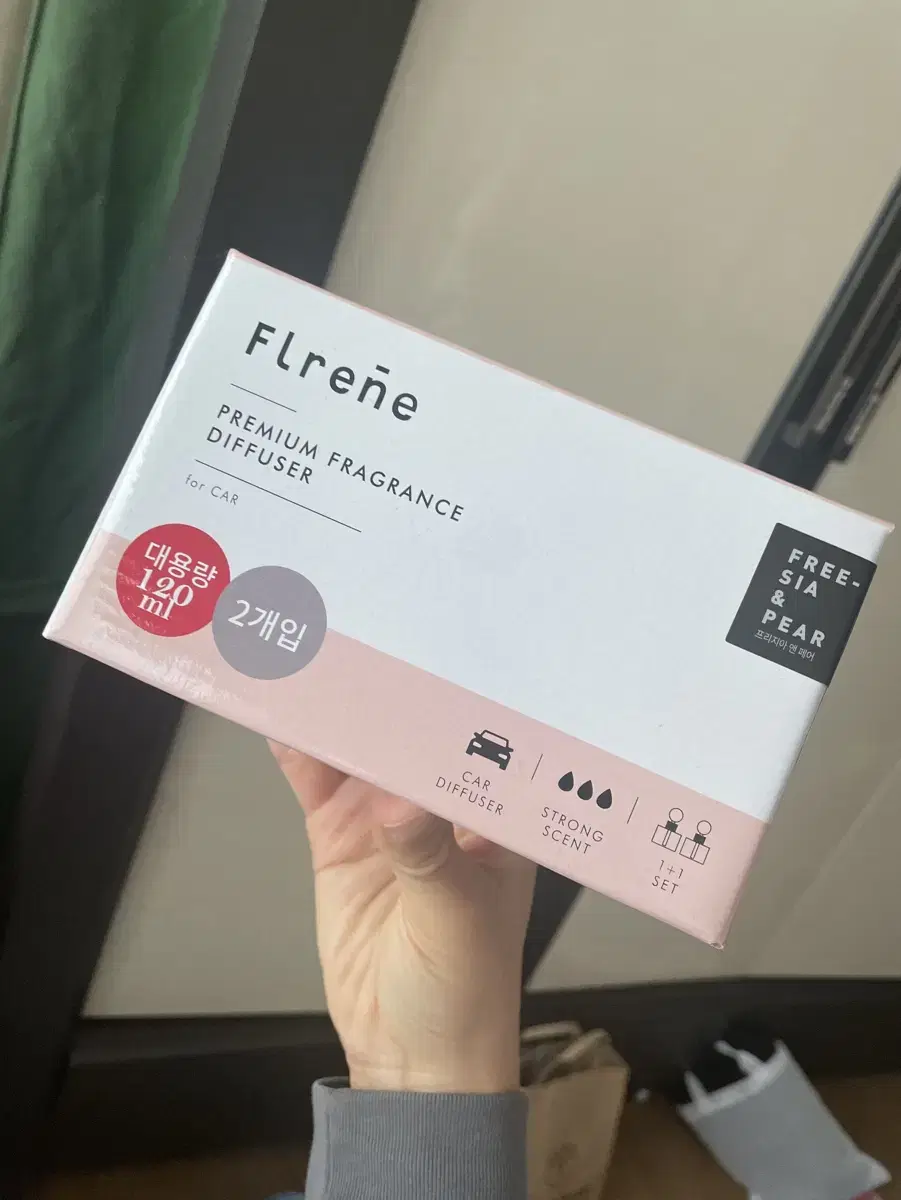 Flreñe
PREMIUM FRAGRANCE
DIFFUSER
for CAR
대용량
120
ml
2개입
FREE-
SIA
&
PEAR
프리지아 앤 페어
CAR
DIFFUSER
STRONG
SCENT
1+1
SET